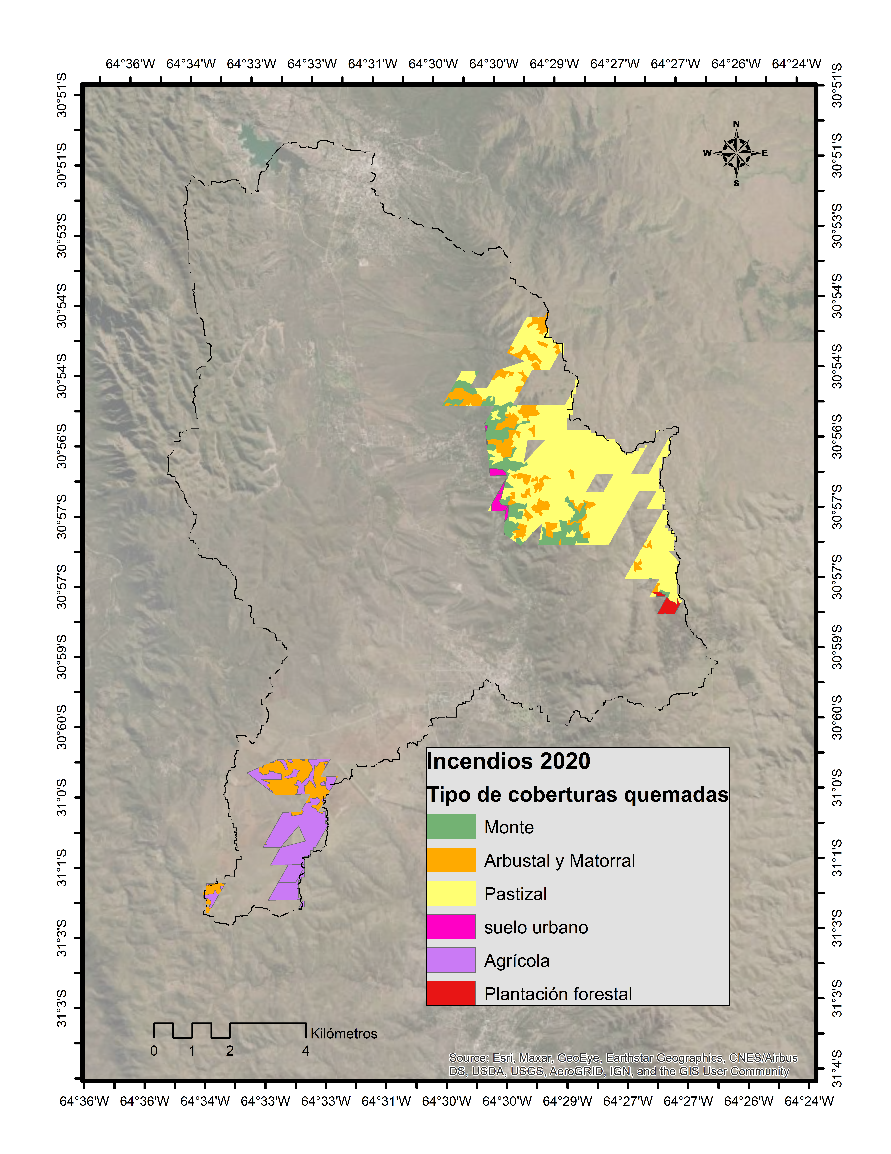 64°36'W 64°34'W 64°33'W 64°33'W 64°31'W 64°30'W 64°30'W 64°29'W 64°27'W 64°27'W 64°26'W 64°24'W
30°51'S 30°51'S
N
W E
S
30°51'S 30°51'S
30°53'S 30°53'S
30°54'S 30°54'S
30°54'S 30°54'S
30°56'S 30°56'S
30°57'S 30°57'S
30°57'S 30°57'S
30°59'S 30°59'S
30°60'S 30°60'S
Incendios 2020
31°0'S 31°0'S
Tipo de coberturas quemadas
Monte
Arbustal y Matorral
31°1'S 31°1'S
Pastizal
suelo urbano
31°3'S 31°3'S
Agrícola
Plantación forestal
31°3'S 31°3'S
Kilómetros
0 1 2 4
Source: Esri, Maxar, GeoEye, Earthstar Geographics, CNES/Airbus
DS, USDA, USGS, AeroGRID, IGN, and the GIS User Community
31°4'S
64°36'W 64°36'W 64°34'W 64°33'W 64°33'W 64°31'W 64°30'W 64°30'W 64°29'W 64°27'W 64°27'W 64°26'W 64°24'W